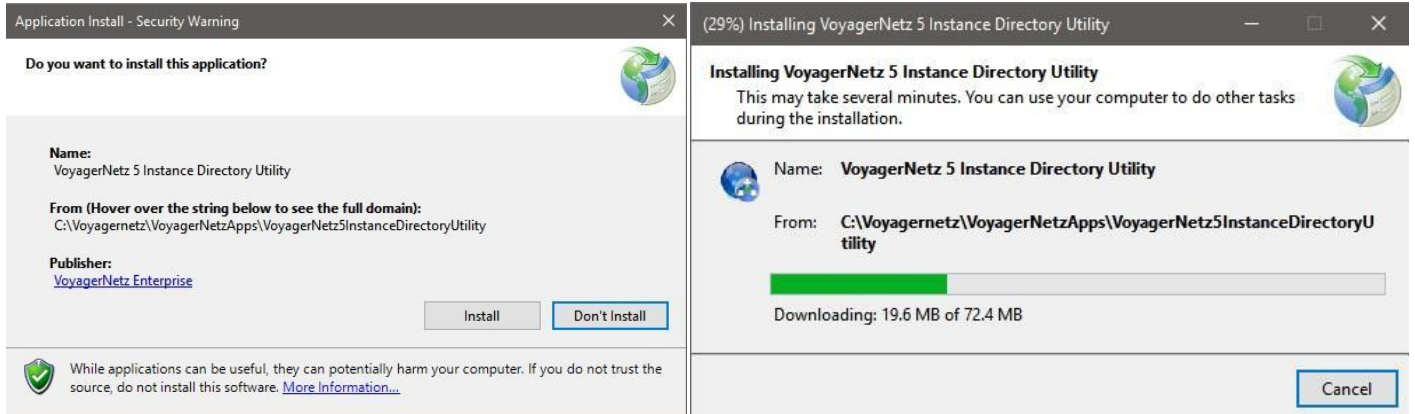 Application Install - Security Warning
Do you want to install this application?
Name:
VoyagerNetz 5 Instance Directory Utility
From (Hover over the string below to see the full domain):
C:\Voyagernetz\VoyagerNetzApps\VoyagerNetz5InstanceDirectoryUtility
Publisher:
VoyagerNetz Enterprise
Install
Don't Install
While applications can be useful, they can potentially harm your computer. If you do not trust the
source, do not install this software. More Information...
(29%) Installing VoyagerNetz 5 Instance Directory Utility
Installing VoyagerNetz 5 Instance Directory Utility
This may take several minutes. You can use your computer to do other tasks
during the installation.
Name: VoyagerNetz 5 Instance Directory Utility
From: C:\Voyagernetz\VoyagerNetzApps\VoyagerNetz5InstanceDirectoryU
tility
Downloading: 19.6 MB of 72.4 MB
Cancel